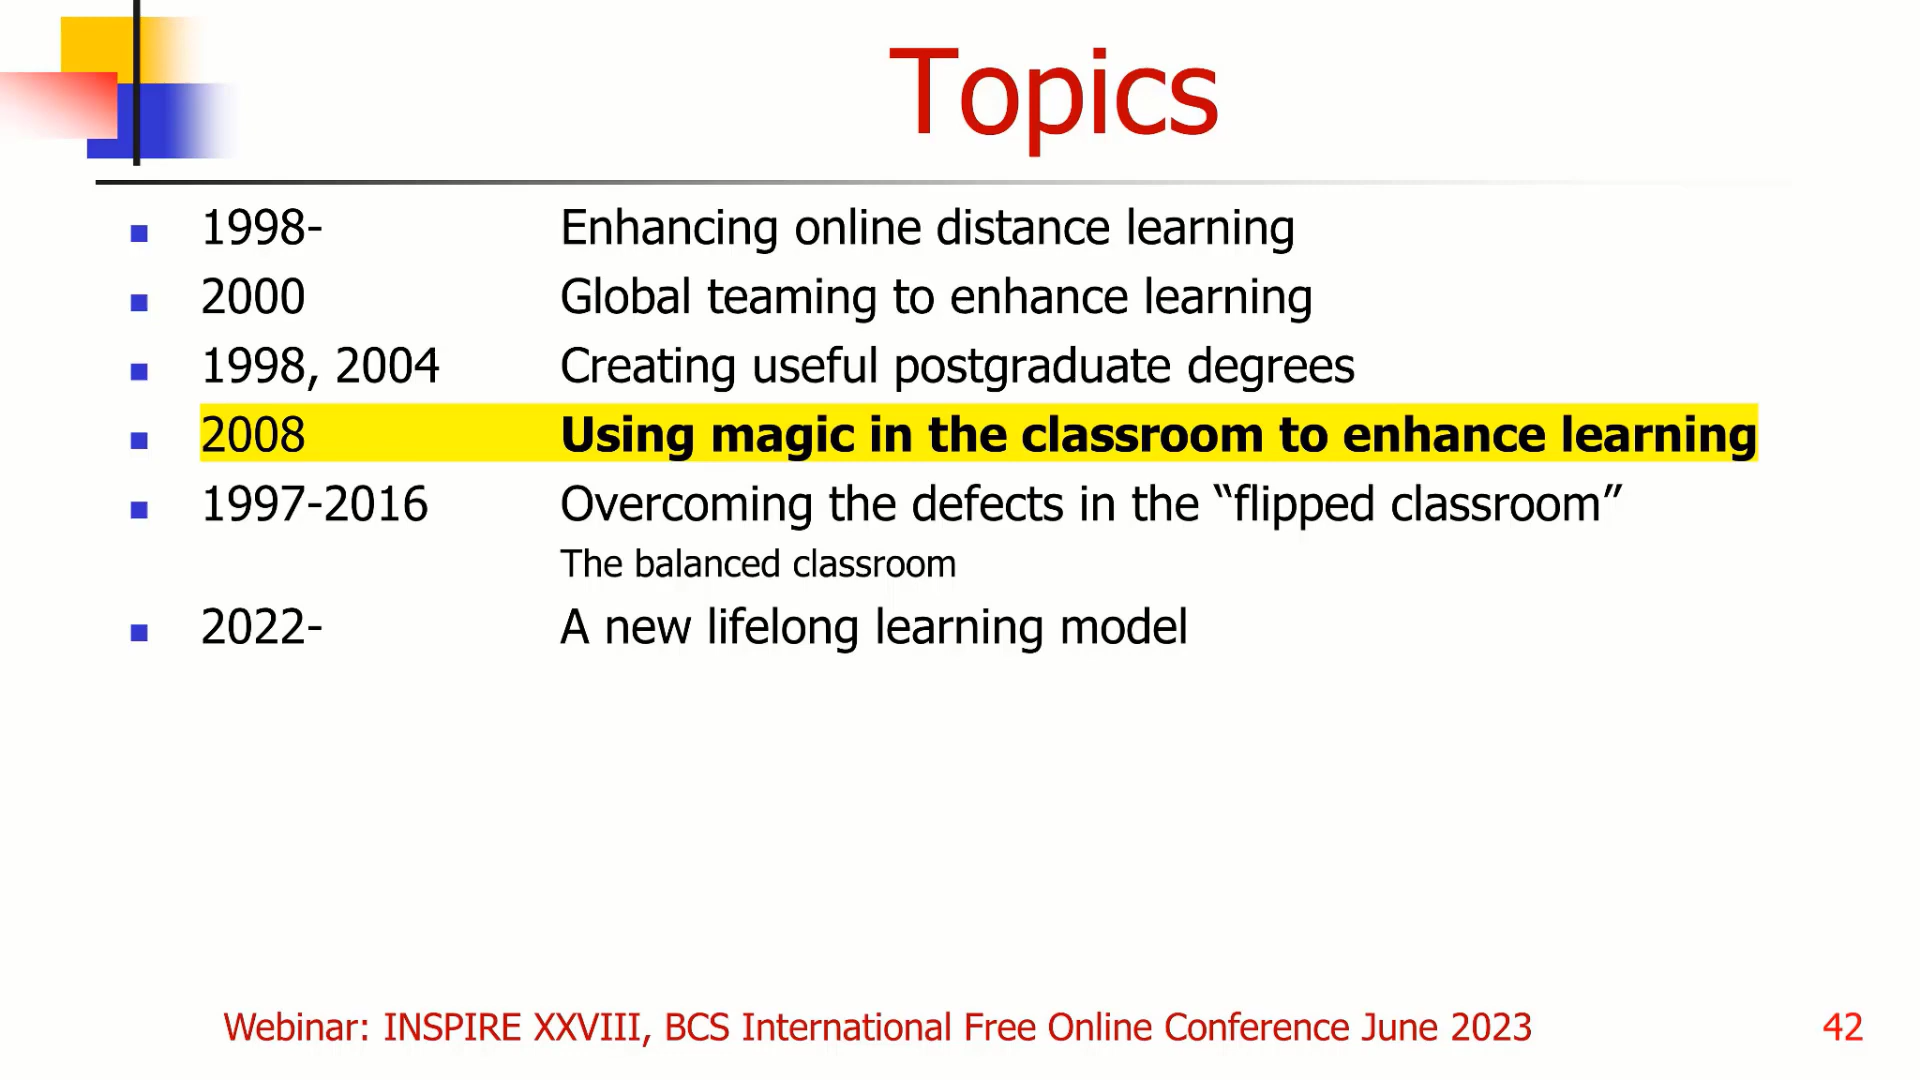 Topics
1998- Enhancing online distance learning
2000 Global teaming to enhance learning
1998, 2004 Creating useful postgraduate degrees
2008 Using magic in the classroom to enhance learning
1997-2016 Overcoming the defects in the “flipped classroom”
The balanced classroom
2022- A new lifelong learning model
Webinar: INSPIRE XXVIII, BCS International Free Online Conference June 2023 42